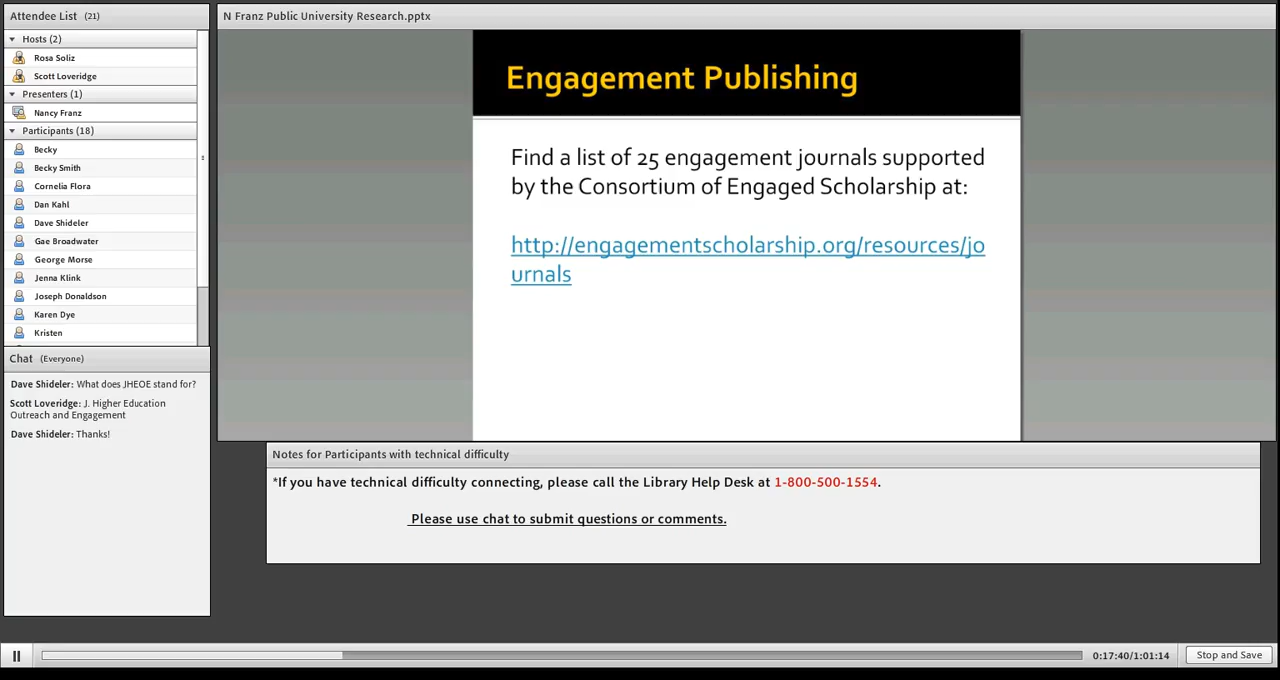 Attendee List (21)
Hosts (2)
Rosa Soliz
Scott Loveridge
Presenters (1)
Nancy Franz
Participants (18)
Becky
Becky Smith
Cornelia Flora
Dan Kahl
Dave Shideler
Gae Broadwater
George Morse
Jenna Klink
Joseph Donaldson
Karen Dye
Kristen
Chat (Everyone)
Dave Shideler: What does JHEOE stand for?
Scott Loveridge: J. Higher Education
Outreach and Engagement
Dave Shideler: Thanks!
N Franz Public University Research.pptx
Engagement Publishing
Find a list of 25 engagement journals supported
by the Consortium of Engaged Scholarship at:
http://engagementscholarship.org/resources/jo
urnals
Notes for Participants with technical difficulty
*If you have technical difficulty connecting, please call the Library Help Desk at 1-800-500-1554.
Please use chat to submit questions or comments.
0:17:40/1:01:14
Stop and Save